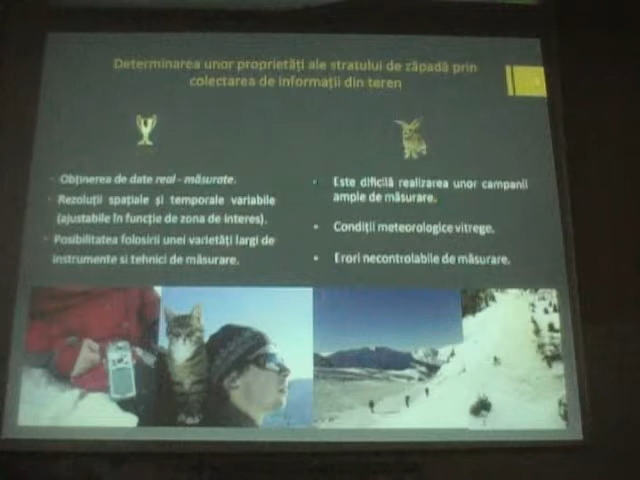 Determinarea unor proprietăți ale stratului de zăpadă prin
colectarea de informații din teren
Obținerea de date real - măsurate.
Rezoluții spațiale și temporale variabile
(ajustabile în funcție de zona de interes).
Posibilitatea folosirii unei varietăți largi de
instrumente si tehnici de măsurare.
• Este dificilă realizarea unor campanii
ample de măsurare.
• Condiții meteorologice vitrege.
• Erori necontrolabile de măsurare.